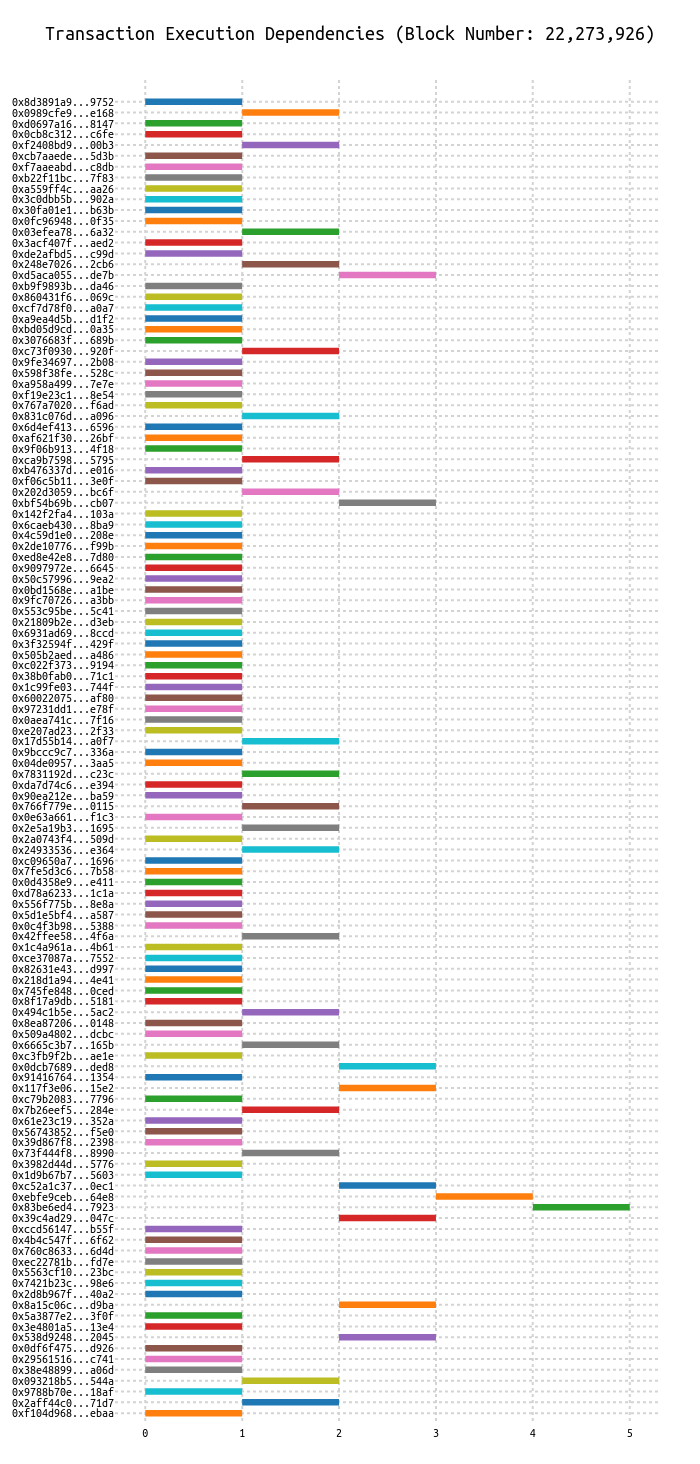 Transaction Execution Dependencies (Block Number: 22,273,926)
0x8d3891a9...9752
0x0989cfe9...e168
0xd0697a16...8147
0x0cb8c312...c6fe
0xf2408bd9...00b3
0xcb7aaede...5d3b
0xf7aaeabd...c8db
0xb22f11bc...7f83
0xa559ff4c...aa26
0x3c0dbb5b...902a
0x30fa01e1...b63b
0x0fc96948...0f35
0x03efea78...6a32
0x3acf407f...aed2
0xde2afbd5...c99d
0x248e7026...2cb6
0xd5aca055...de7b
0xb9f9893b...da46
0x860431f6...069c
0xcf7d78f0...a0a7
0xa9ea4d5b...d1f2
0xbd05d9cd...0a35
0x3076683f...689b
0xc73f0930...920f
0x9fe34697...2b08
0x598f38fe...528c
0xa958a499...7e7e
0xf19e23c1...8e54
0x767a7020...f6ad
0x831c076d...a096
0x6d4ef413...6596
0xaf621f30...26bf
0x9f06b913...4f18
0xca9b7598...5795
0xb476337d...e016
0xf06c5b11...3e0f
0x202d3059...bc6f
0xbf54b69b...cb07
0x142f2fa4...103a
0x6caeb430...8ba9
0x4c59d1e0...208e
0x2de10776...f99b
0xed8e42e8...7d80
0x9097972e...6645
0x50c57996...9ea2
0x0bd1568e...a1be
0x9fc70726...a3bb
0x553c95be...5c41
0x21809b2e...d3eb
0x6931ad69...8ccd
0x3f32594f...429f
0x505b2aed...a486
0xc022f373...9194
0x38b0fab0...71c1
0x1c99fe03...744f
0x60022075...af80
0x97231dd1...e78f
0x0aea741c...7f16
0xe207ad23...2f33
0x17d55b14...a0f7
0x9bccc9c7...336a
0x04de0957...3aa5
0x7831192d...c23c
0xda7d74c6...e394
0x90ea212e...ba59
0x766f779e...0115
0x0e63a661...f1c3
0x2e5a19b3...1695
0x2a0743f4...509d
0x24933536...e364
0xc09650a7...1696
0x7fe5d3c6...7b58
0x0d4358e9...e411
0xd78a6233...1c1a
0x556f775b...8e8a
0x5d1e5bf4...a587
0x0c4f3b98...5388
0x42ffee58...4f6a
0x1c4a961a...4b61
0xce37087a...7552
0x82631e43...d997
0x218d1a94...4e41
0x745fe848...0ced
0x8f17a9db...5181
0x494c1b5e...5ac2
0x8ea87206...0148
0x509a4802...dcbc
0x6665c3b7...165b
0xc3fb9f2b...ae1e
0x0dcb7689...ded8
0x91416764...1354
0x117f3e06...15e2
0xc79b2083...7796
0x7b26eef5...284e
0x61e23c19...352a
0x56743852...f5e0
0x39d867f8...2398
0x73f444f8...8990
0x3982d44d...5776
0x1d9b67b7...5603
0xc52a1c37...0ec1
0xebfe9ceb...64e8
0x83be6ed4...7923
0x39c4ad29...047c
0xccd56147...b55f
0x4b4c547f...6f62
0x760c8633...6d4d
0xec22781b...fd7e
0x5563cf10...23bc
0x7421b23c...98e6
0x2d8b967f...40a2
0x8a15c06c...d9ba
0x5a3877e2...3f0f
0x3e4801a5...13e4
0x538d9248...2045
0x0df6f475...d926
0x29561516...c741
0x38e48899...a06d
0x093218b5...544a
0x9788b70e...18af
0x2aff44c0...71d7
0xf104d968...ebaa
0 1 2 3 4 5